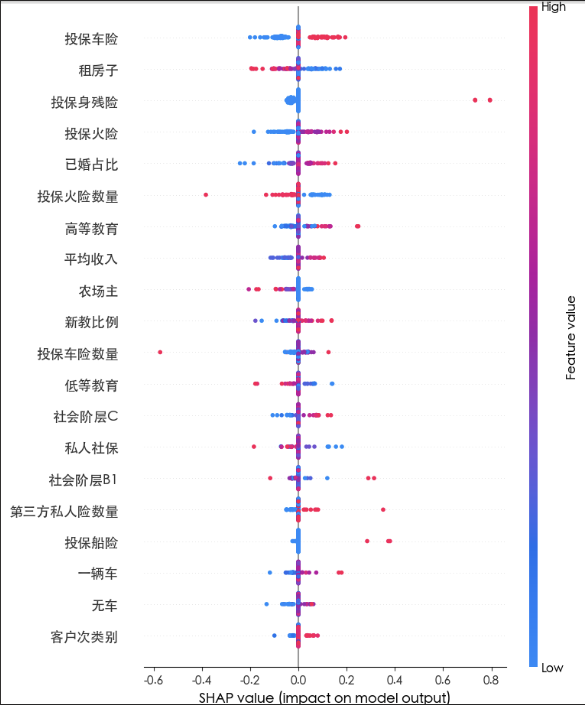 High
投保车险
租房子
投保身残险
投保火险
已婚占比
投保火险数量
高等教育
平均收入
农场主
新教比例
投保车险数量
低等教育
社会阶层C
私人社保
社会阶层B1
第三方私人险数量
投保船险
一辆车
无车
客户次类别
Feature value
Low
-0.6 -0.4 -0.2 0.0 0.2 0.4 0.6 0.8
SHAP value (impact on model output)